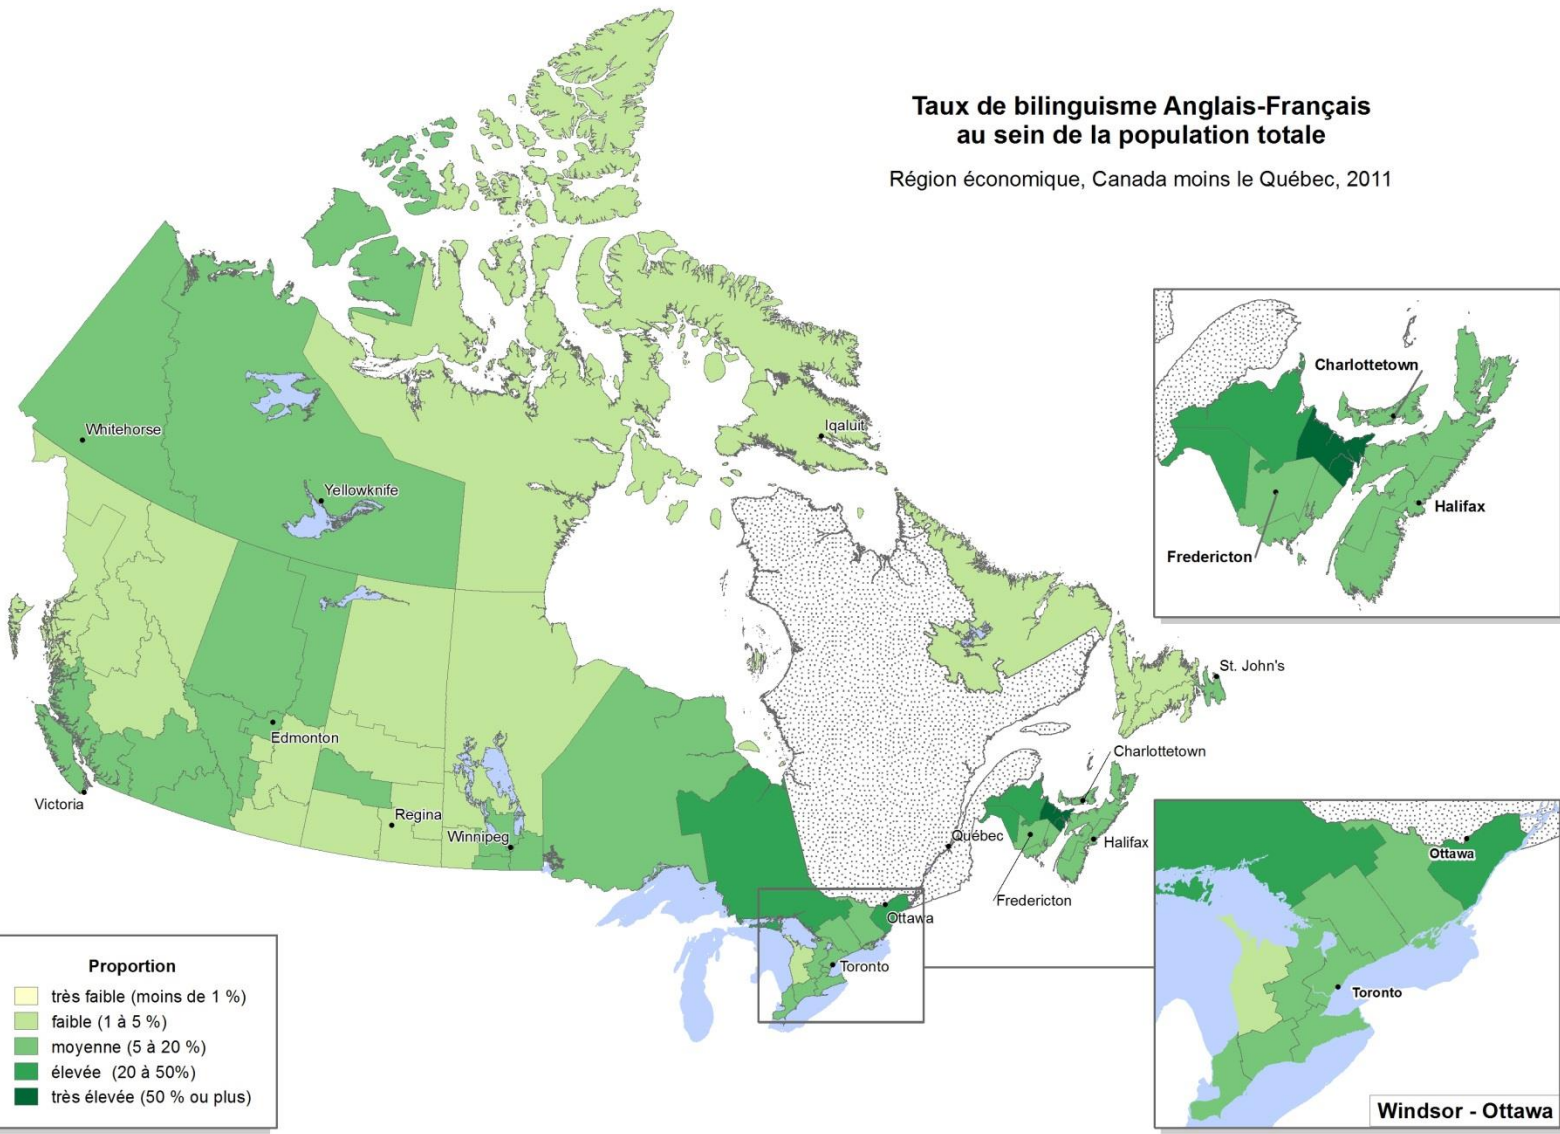 Taux de bilinguisme Anglais-Français
au sein de la population totale
Région économique, Canada moins le Québec, 2011
Whitehorse
Yellowknife
Iqaluit
Edmonton
Victoria
Regina
Winnipeg
St. John's
Charlottetown
Québec
Halifax
Fredericton
Ottawa
Toronto
Charlottetown
Halifax
Fredericton
Ottawa
Toronto
Windsor - Ottawa
Proportion
très faible (moins de 1 %)
faible (1 à 5 %)
moyenne (5 à 20 %)
élevée (20 à 50%)
très élevée (50 % ou plus)